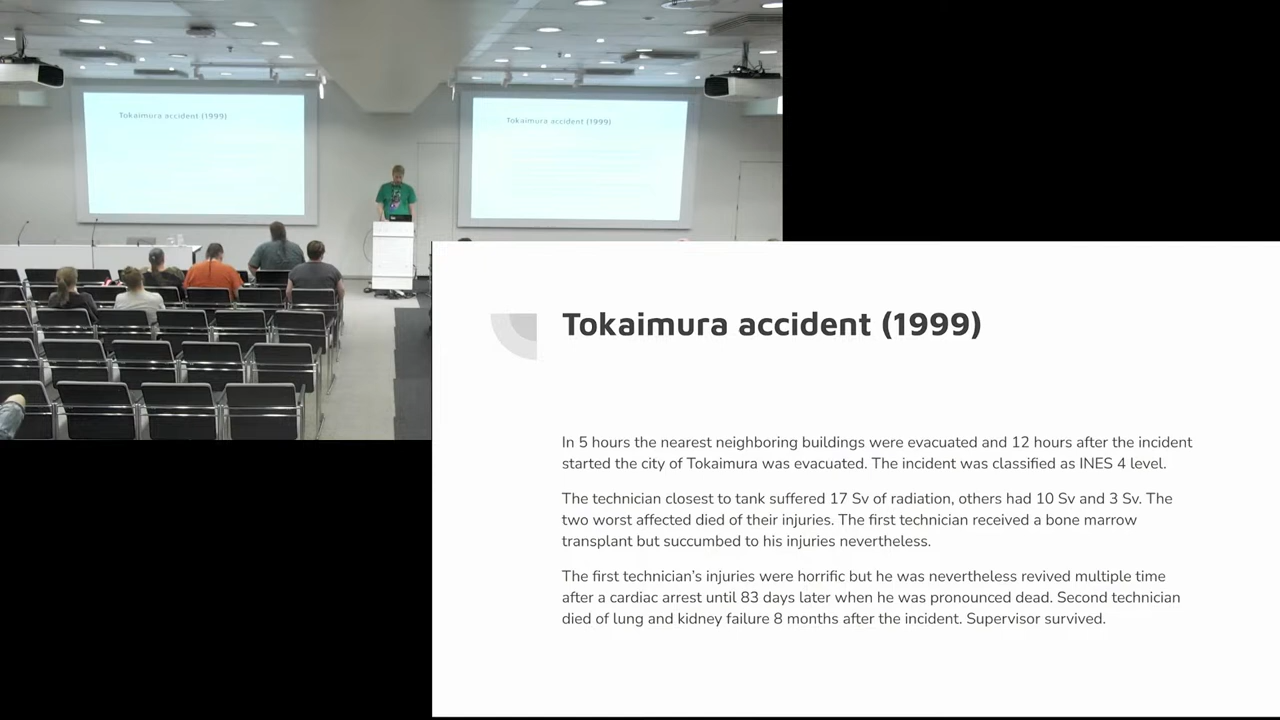 Tokaimura accident (1999)
Tokaimura accident (1999)
Tokaimura accident (1999)
In 5 hours the nearest neighboring buildings were evacuated and 12 hours after the incident
started the city of Tokaimura was evacuated. The incident was classified as INES 4 level.
The technician closest to tank suffered 17 Sv of radiation, others had 10 Sv and 3 Sv. The
two worst affected died of their injuries. The first technician received a bone marrow
transplant but succumbed to his injuries nevertheless.
The first technician's injuries were horrific but he was nevertheless revived multiple time
after a cardiac arrest until 83 days later when he was pronounced dead. Second technician
died of lung and kidney failure 8 months after the incident. Supervisor survived.